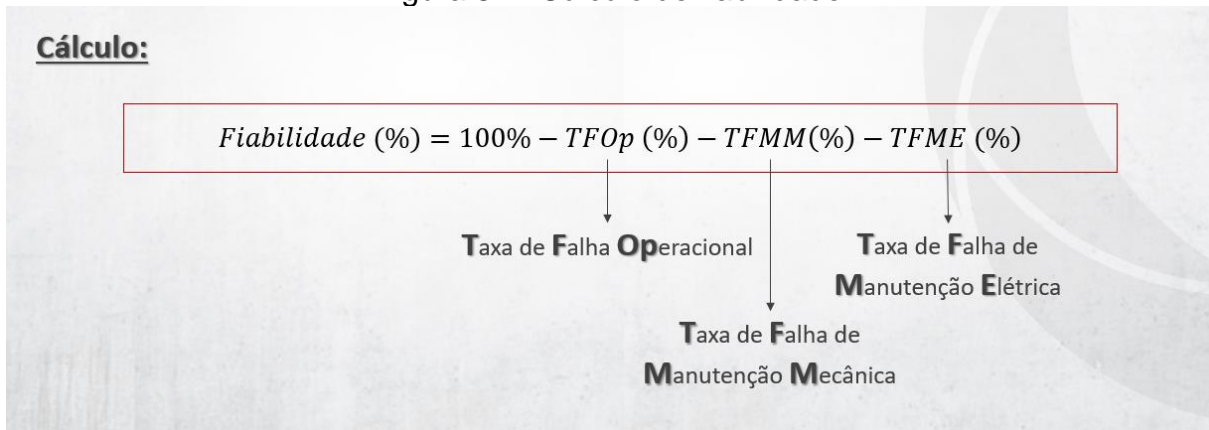 Cálculo:
Fiabilidade (%) = 100% − TFOp (%) − TFMM(%) − TFME (%)
Taxa de Falha Operacional
Taxa de Falha de
Manutenção Elétrica
Taxa de Falha de
Manutenção Mecânica